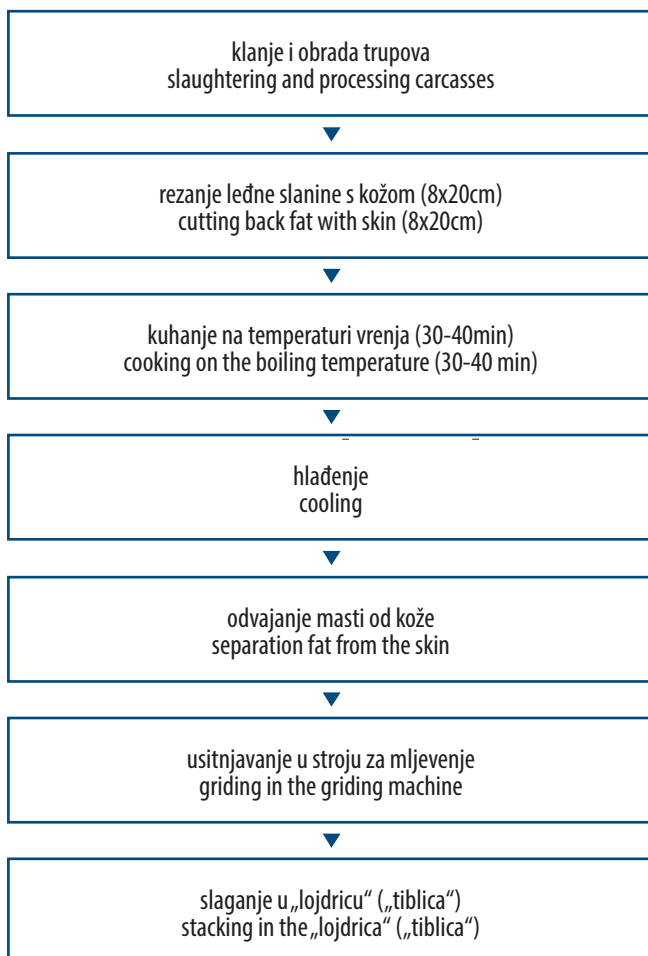 klanje i obrada trupova
slaughtering and processing carcasses
rezanje leđne slanine s kožom (8x20cm)
cutting back fat with skin (8x20cm)
kuhanje na temperaturi vrenja (30-40min)
cooking on the boiling temperature (30-40 min)
hlađenje
cooling
odvajanje masti od kože
separation fat from the skin
usitnjavanje u stroju za mljevenje
griding in the griding machine
slaganje u „lojdricu“ („tiblica“)
stacking in the „lojdrica“ („tiblica“)